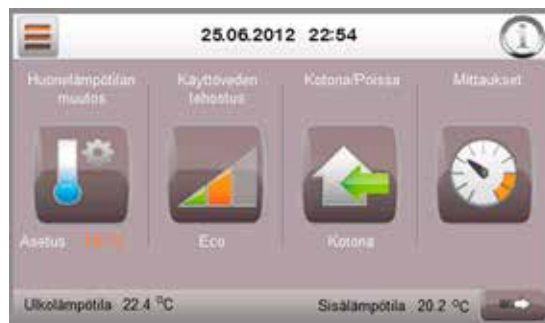 25.06.2012 22:54
Huonelämpötilan muutos
Käyttöveden tehostus
Kotona/Poissa
Mittaukset
Asetus
Eco
Kotona
Ulkolämpötila 22.4 °C
Sisälämpötila 20.2 °C